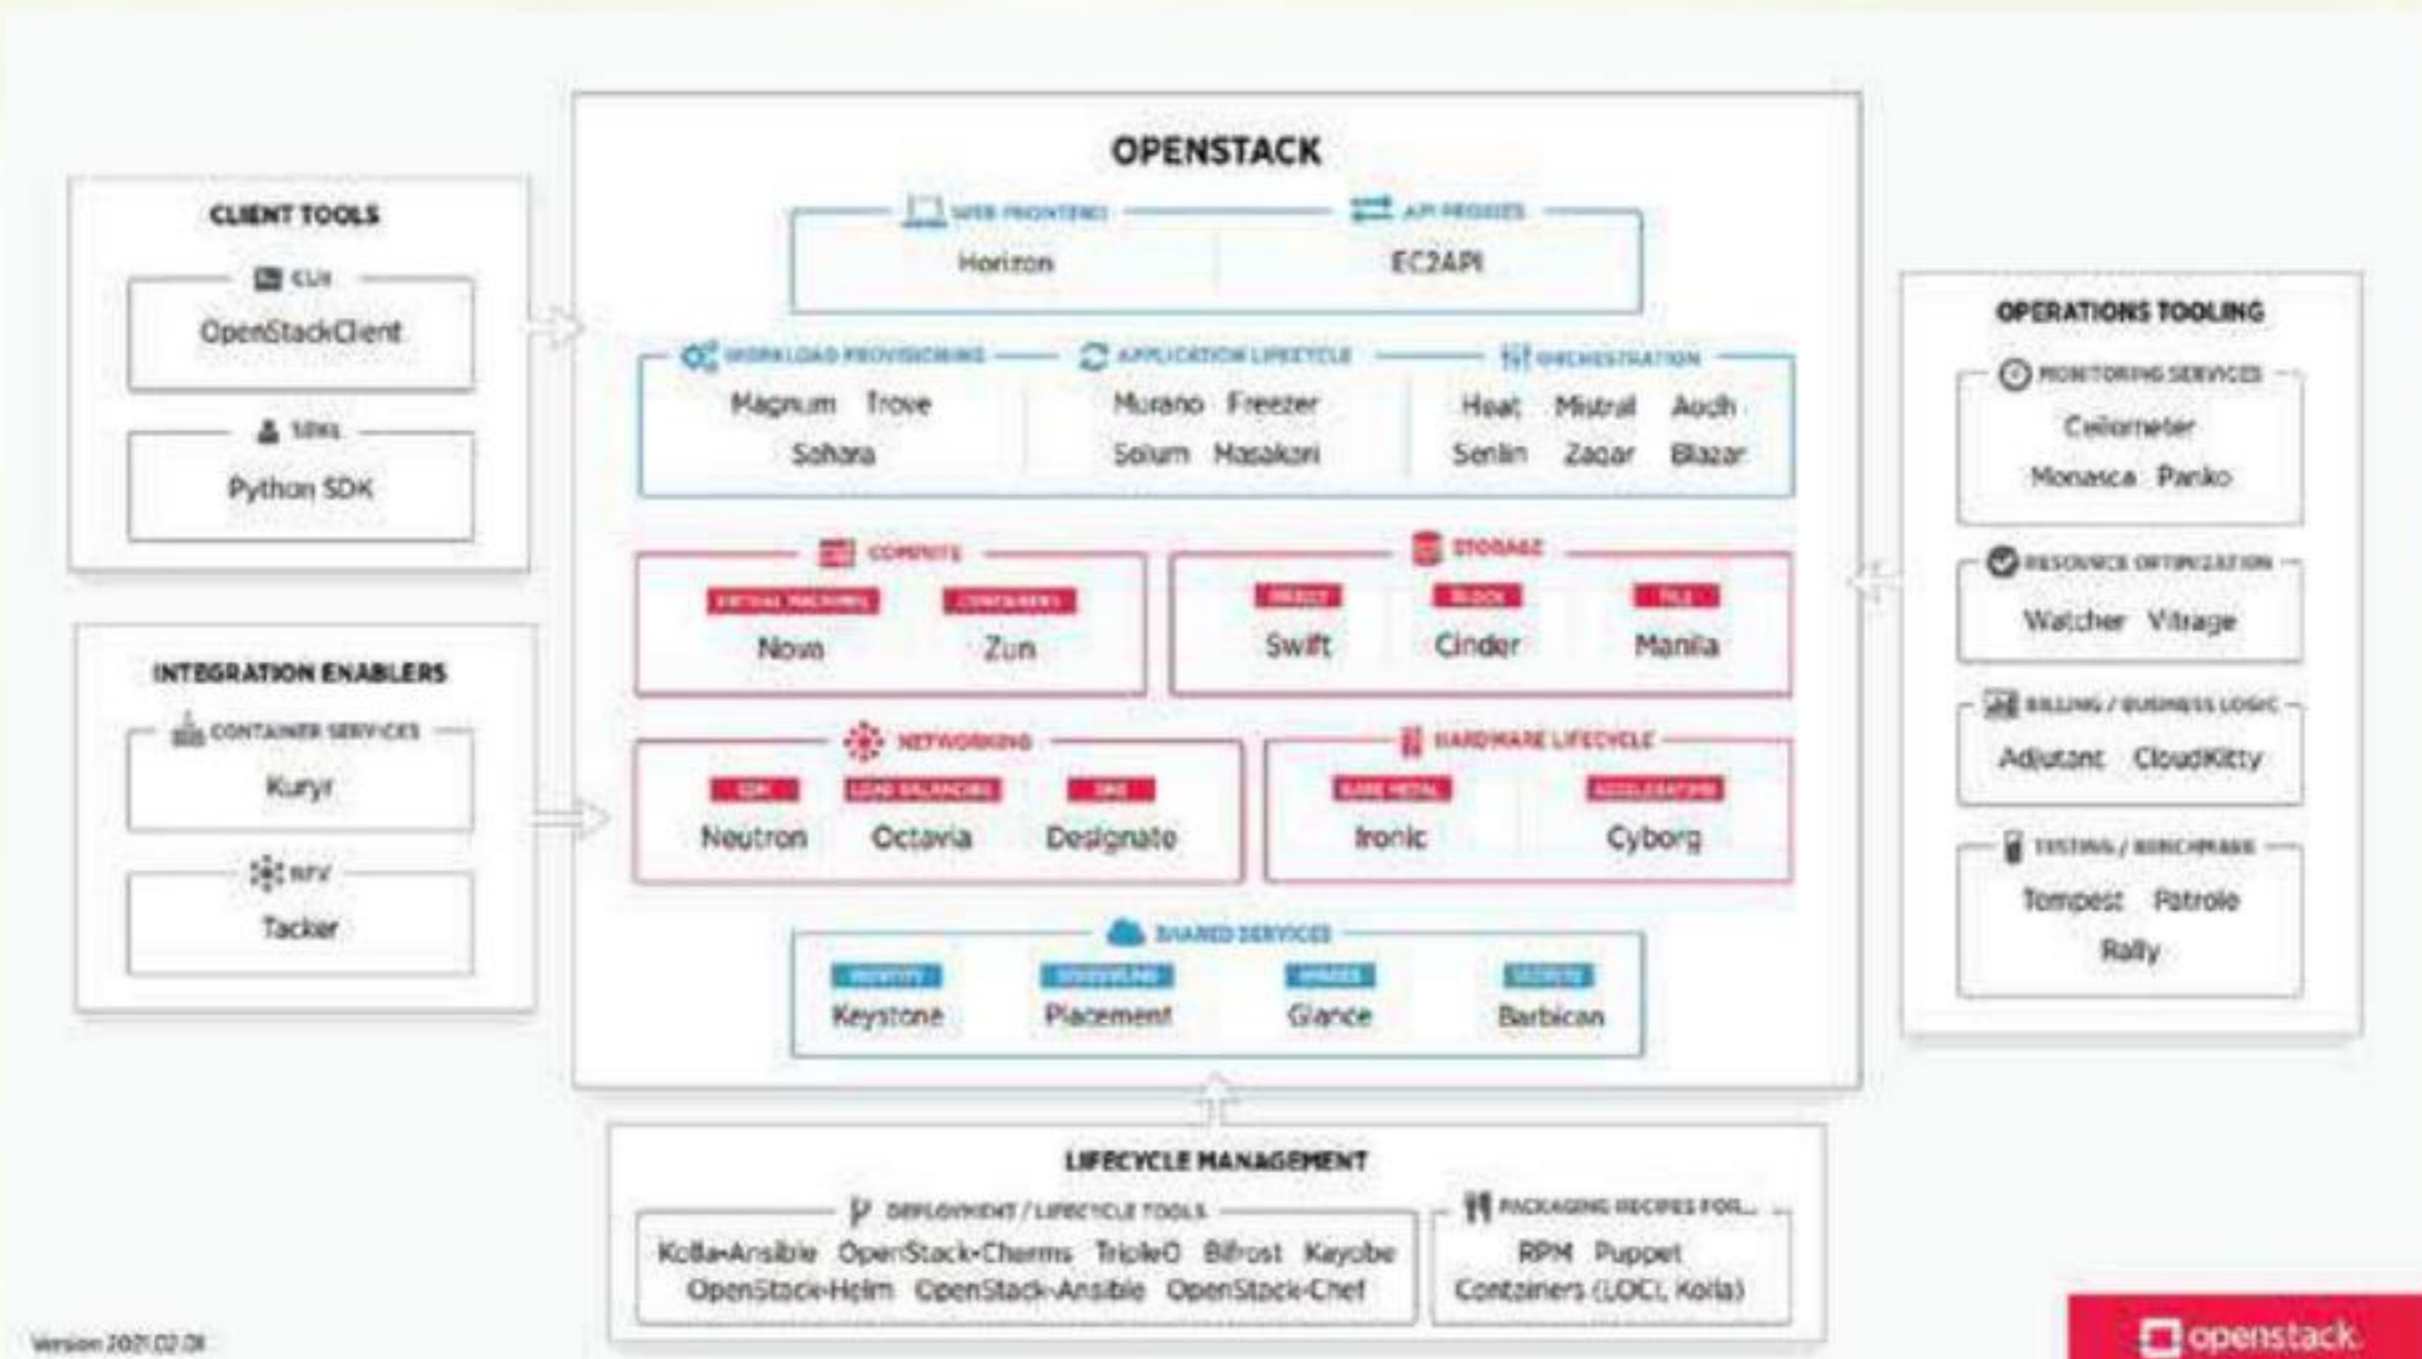 OPENSTACK
WEB FRONTEND
API PROXIES
Horizon
EC2API
WORKLOAD PROVISIONING
APPLICATION LIFECYCLE
ORCHESTRATION
Magnum Trove
Sahara
Murano Freezer
Solum Masakari
Heat Mistral Aodh
Senlin Zaqar Blazar
COMPUTE
VIRTUAL MACHINES
CONTAINERS
Nova
Zun
STORAGE
OBJECT
BLOCK
FILE
Swift
Cinder
Manila
NETWORKING
SDN
LOAD BALANCING
DNS
Neutron
Octavia
Designate
HARDWARE LIFECYCLE
BARE METAL
ACCELERATORS
Ironic
Cyborg
SHARED SERVICES
IDENTITY
Keystone
Placement
Glance
Barbican
CLIENT TOOLS
CLI
OpenStackClient
SDKs
Python SDK
INTEGRATION ENABLERS
CONTAINER SERVICES
Kuryr
NFV
Tacker
OPERATIONS TOOLING
MONITORING SERVICES
Ceilometer
Monasca Panko
RESOURCE OPTIMIZATION
Watcher Vitrage
BILLING / BUSINESS LOGIC
Adjutant CloudKitty
TESTING / BENCHMARK
Tempest Patrole
Rally
LIFECYCLE MANAGEMENT
DEPLOYMENT / LIFECYCLE TOOLS
Kolla-Ansible OpenStack-Charms TripleO Bifrost Kayobe
OpenStack-Helm OpenStack-Ansible OpenStack-Chef
PACKAGING RECIPES FOR...
RPM Puppet
Containers (LOCI, Kolla)
Version 2021.02.01
openstack.